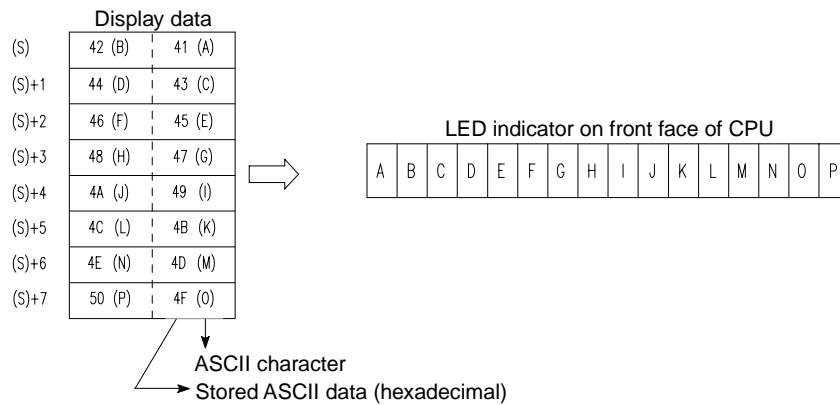 Display data
(S) 42 (B) 41 (A)
(S)+1 44 (D) 43 (C)
(S)+2 46 (F) 45 (E)
(S)+3 48 (H) 47 (G)
(S)+4 4A (J) 49 (I)
(S)+5 4C (L) 4B (K)
(S)+6 4E (N) 4D (M)
(S)+7 50 (P) 4F (O)
ASCII character
Stored ASCII data (hexadecimal)
LED indicator on front face of CPU
A B C D E F G H I J K L M N O P